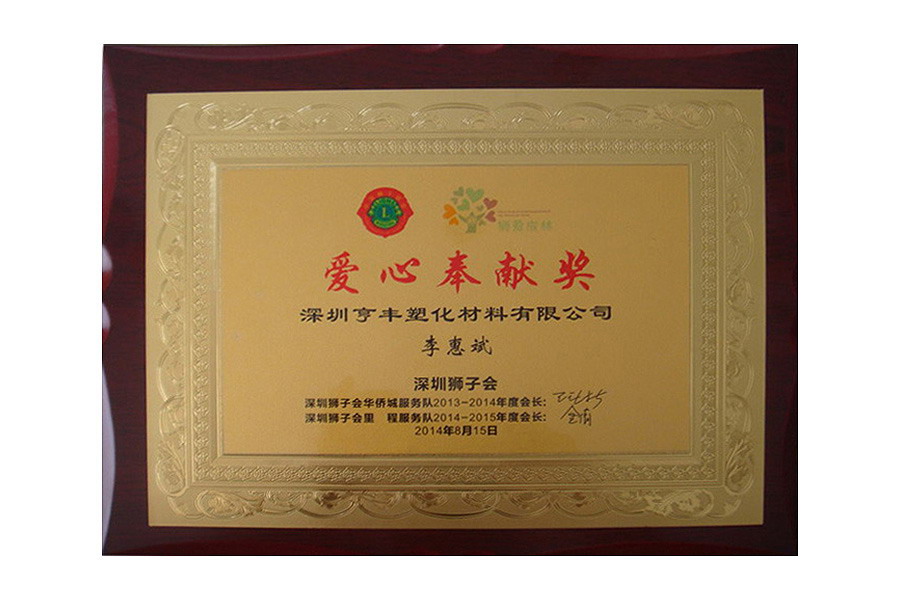 L
狮爱成林
爱心奉献奖
深圳亨丰塑化材料有限公司
李惠斌
深圳狮子会
深圳狮子会华侨城服务队2013-2014年度会长:
深圳狮子会里 程服务队2014-2015年度会长:
2014年8月15日